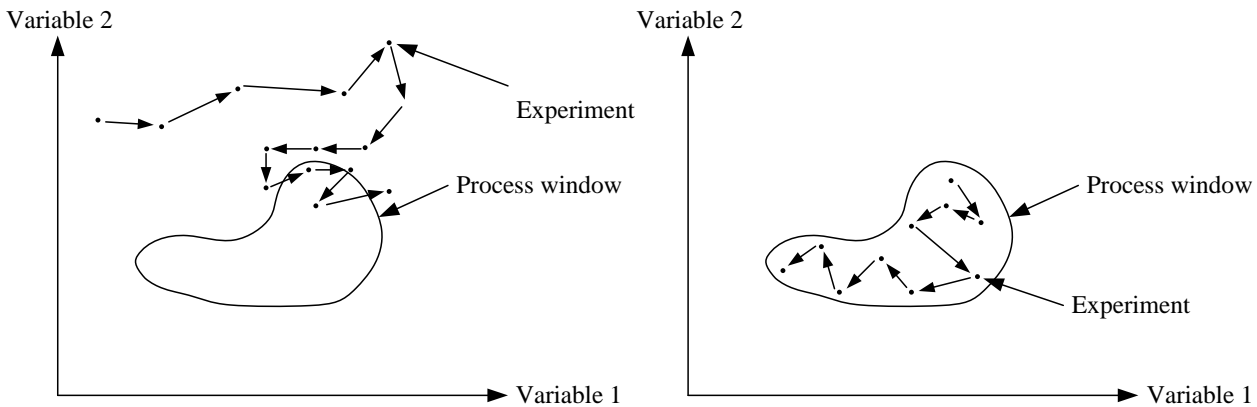 Variable 2
Experiment
Process window
Variable 1
Variable 2
Process window
Experiment
Variable 1